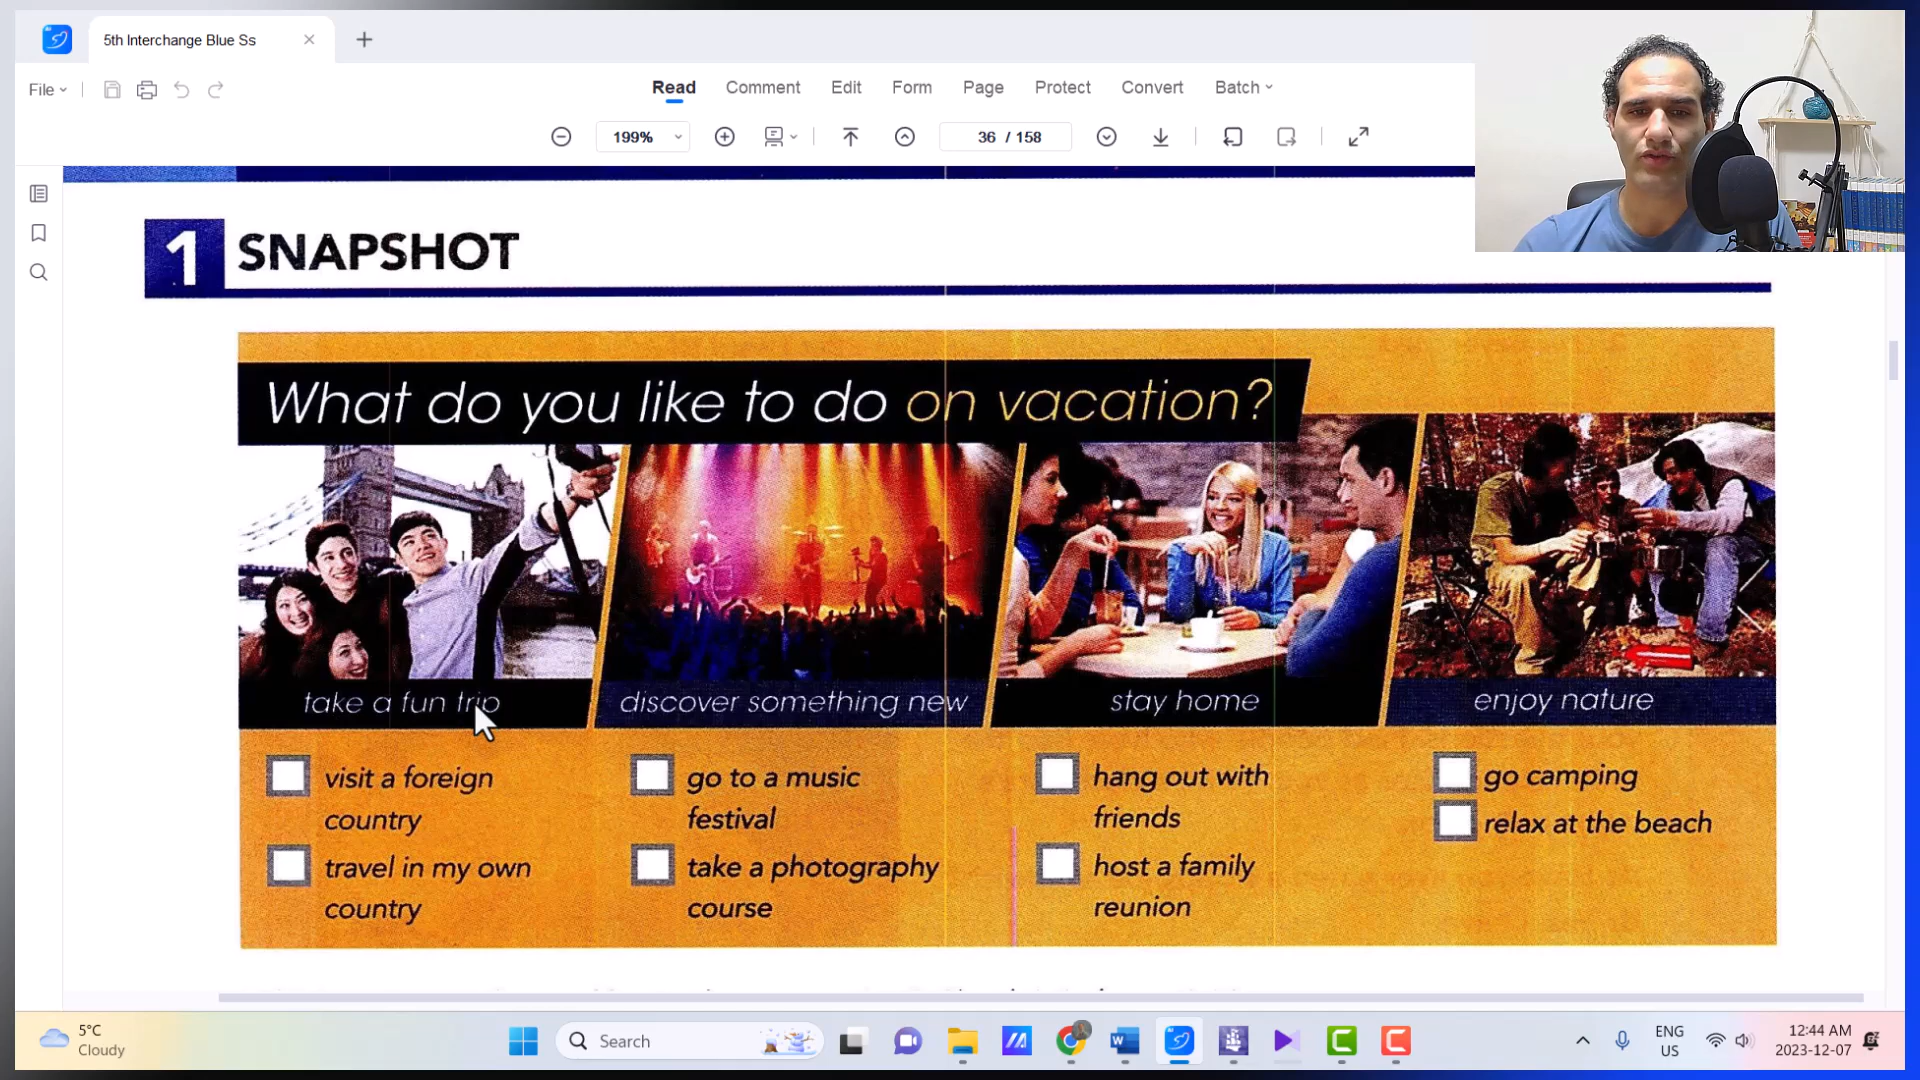 5th Interchange Blue Ss
File
Read Comment Edit Form Page Protect Convert Batch
199%
36 / 158
1 SNAPSHOT
What do you like to do on vacation?
take a fun trip
discover something new
stay home
enjoy nature
visit a foreign
country
travel in my own
country
go to a music
festival
take a photography
course
hang out with
friends
host a family
reunion
go camping
relax at the beach
5°C
Cloudy
Search
ENG
US
12:44 AM
2023-12-07